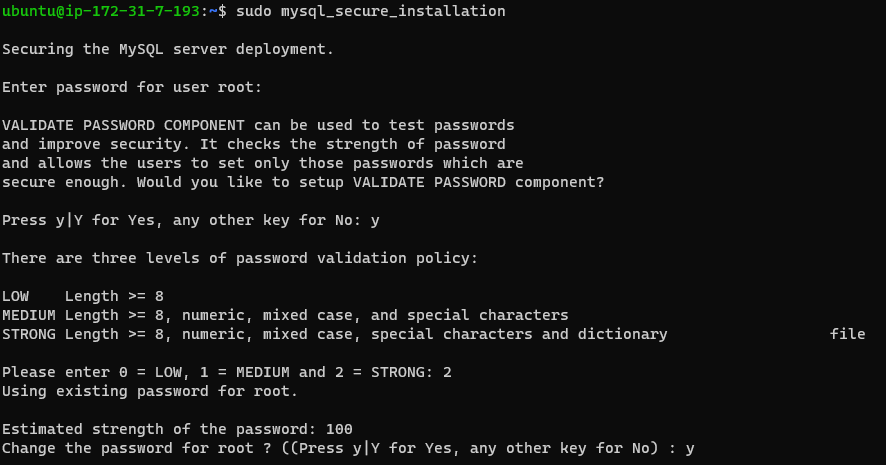 ubuntu@ip-172-31-7-193:~$ sudo mysql_secure_installation
Securing the MySQL server deployment.
Enter password for user root:
VALIDATE PASSWORD COMPONENT can be used to test passwords
and improve security. It checks the strength of password
and allows the users to set only those passwords which are
secure enough. Would you like to setup VALIDATE PASSWORD component?
Press y|Y for Yes, any other key for No: y
There are three levels of password validation policy:
LOW    Length >= 8
MEDIUM Length >= 8, numeric, mixed case, and special characters
STRONG Length >= 8, numeric, mixed case, special characters and dictionary                  file
Please enter 0 = LOW, 1 = MEDIUM and 2 = STRONG: 2
Using existing password for root.
Estimated strength of the password: 100
Change the password for root ? ((Press y|Y for Yes, any other key for No) : y